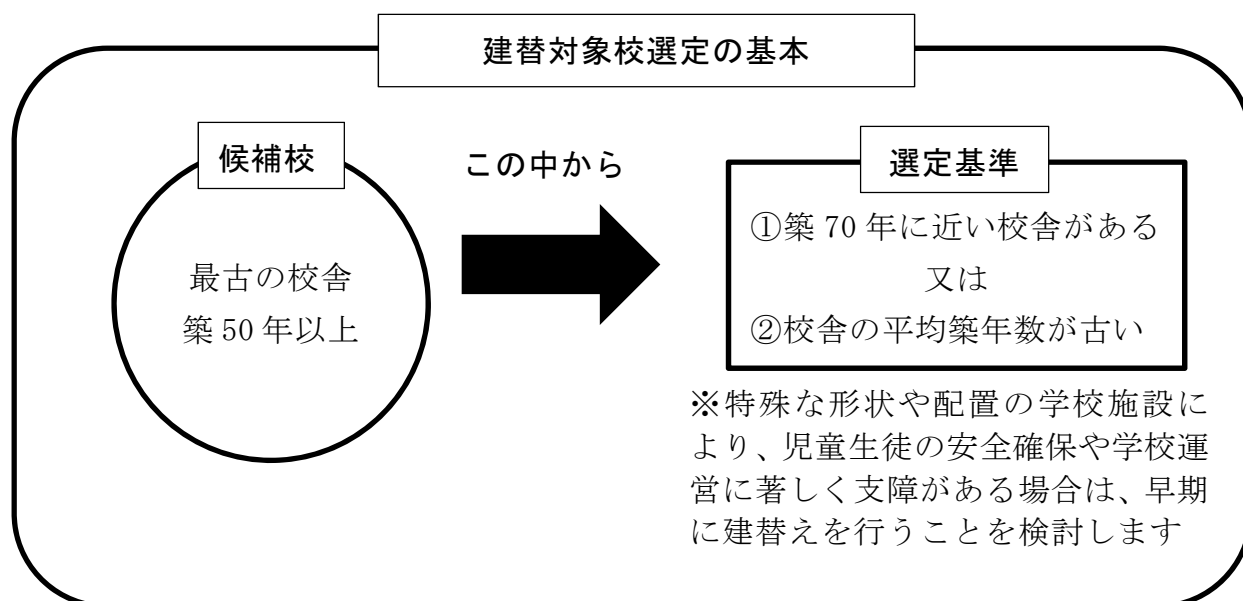 建替対象校選定の基本
候補校
最古の校舎
築 50 年以上
この中から
選定基準
①築 70 年に近い校舎がある
又は
②校舎の平均築年数が古い
※特殊な形状や配置の学校施設に
より、児童生徒の安全確保や学校運
営に著しく支障がある場合は、早期
に建替えを行うことを検討します